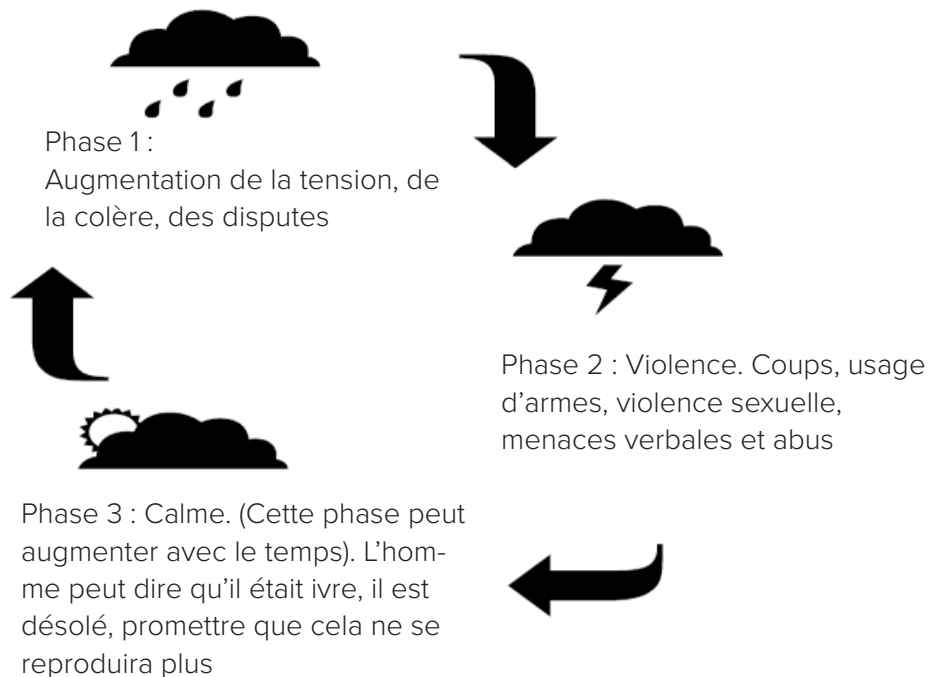 Phase 1 :
Augmentation de la tension, de
la colère, des disputes
Phase 2 : Violence. Coups, usage
d’armes, violence sexuelle,
menaces verbales et abus
Phase 3 : Calme. (Cette phase peut
augmenter avec le temps). L’hom-
me peut dire qu’il était ivre, il est
désolé, promettre que cela ne se
reproduira plus